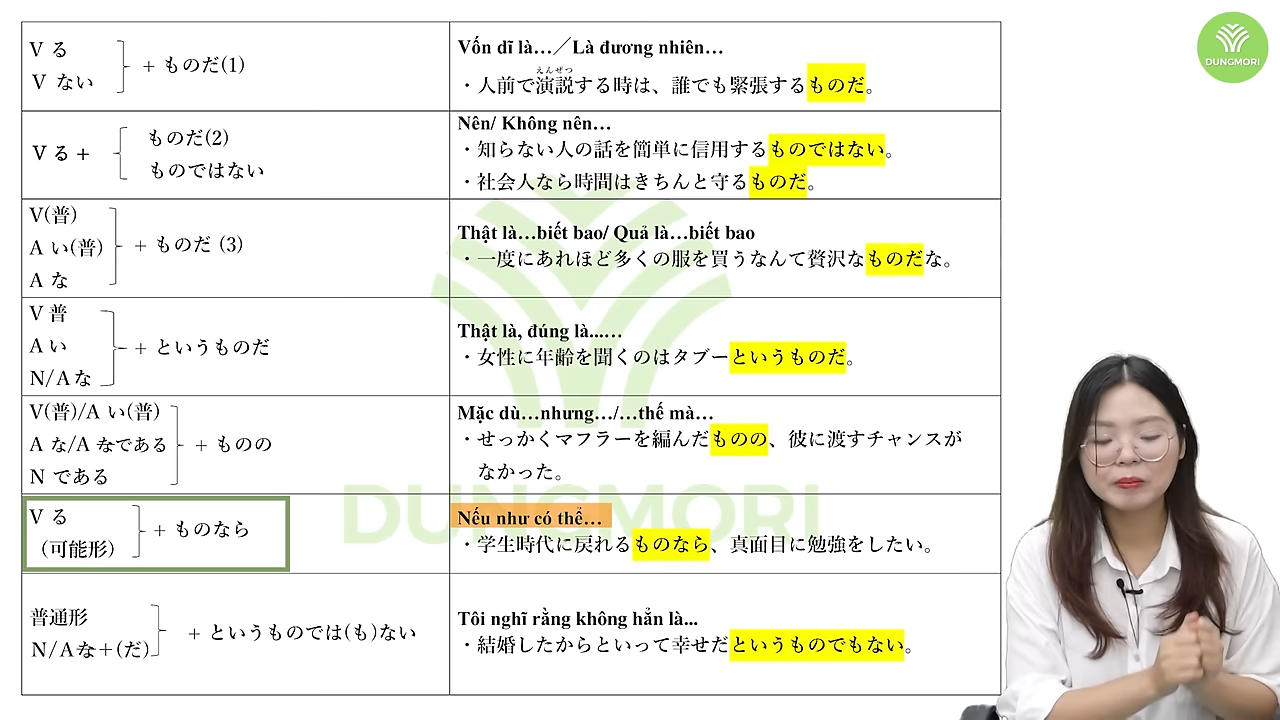 V る
V ない
+ ものだ(1)
Vốn dĩ là…／Là đương nhiên…
・人前で演説する時は、誰でも緊張するものだ。
えんぜつ
V る +
ものだ(2)
ものではない
Nên/ Không nên…
・知らない人の話を簡単に信用するものではない。
・社会人なら時間はきちんと守るものだ。
V(普)
A い(普)
A な
+ ものだ (3)
Thật là…biết bao/ Quả là…biết bao
・一度にあれほど多くの服を買うなんて贅沢なものだな。
V 普
A い
N/A な
+ というものだ
Thật là, đúng là...…
・女性に年齢を聞くのはタブーというものだ。
V(普)/A い(普)
A な/A なである
N である
+ ものの
Mặc dù…nhưng…/…thế mà…
・せっかくマフラーを編んだものの、彼に渡すチャンスが
なかった。
V る
（可能形）
+ ものなら
Nếu như có thể…
・学生時代に戻れるものなら、真面目に勉強をしたい。
普通形
N/A な＋(だ)
+ というものでは(も)ない
Tôi nghĩ rằng không hẳn là...
・結婚したからといって幸せだというものでもない。
DUNGMORI
DUNGMORI